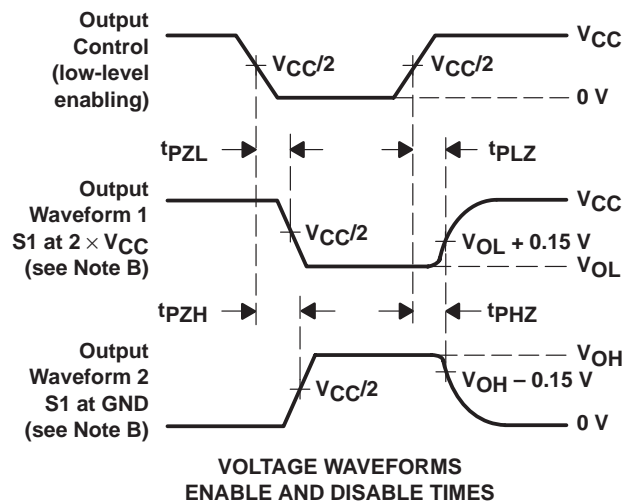 Output
Control
(low-level
enabling)
VCC
VCC/2
VCC/2
0 V
tPZL
tPLZ
Output
Waveform 1
S1 at 2 × VCC
(see Note B)
VCC
VCC/2
VOL + 0.15 V
VOL
tPZH
tPHZ
Output
Waveform 2
S1 at GND
(see Note B)
VOH
VCC/2
VOH − 0.15 V
0 V
VOLTAGE WAVEFORMS
ENABLE AND DISABLE TIMES